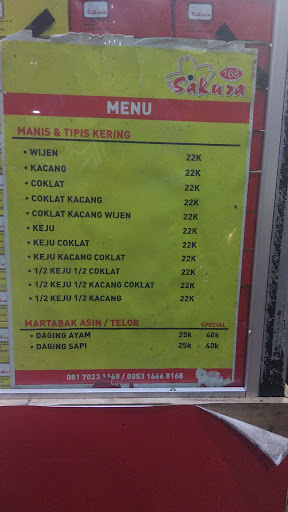 168
Sakura
MENU
MANIS & TIPIS KERING
• WIJEN 22K
• KACANG 22K
• COKLAT 22K
• COKLAT KACANG 22K
• COKLAT KACANG WIJEN 22K
• KEJU 22K
• KEJU COKLAT 22K
• KEJU KACANG COKLAT 22K
• 1/2 KEJU 1/2 COKLAT 22K
• 1/2 KEJU 1/2 KACANG COKLAT 22K
• 1/2 KEJU 1/2 KACANG 22K
MARTABAK ASIN / TELOR SPECIAL
• DAGING AYAM 25k - 40k
• DAGING SAPI 25k - 40k
081 7023 1168 / 0853 1666 8168